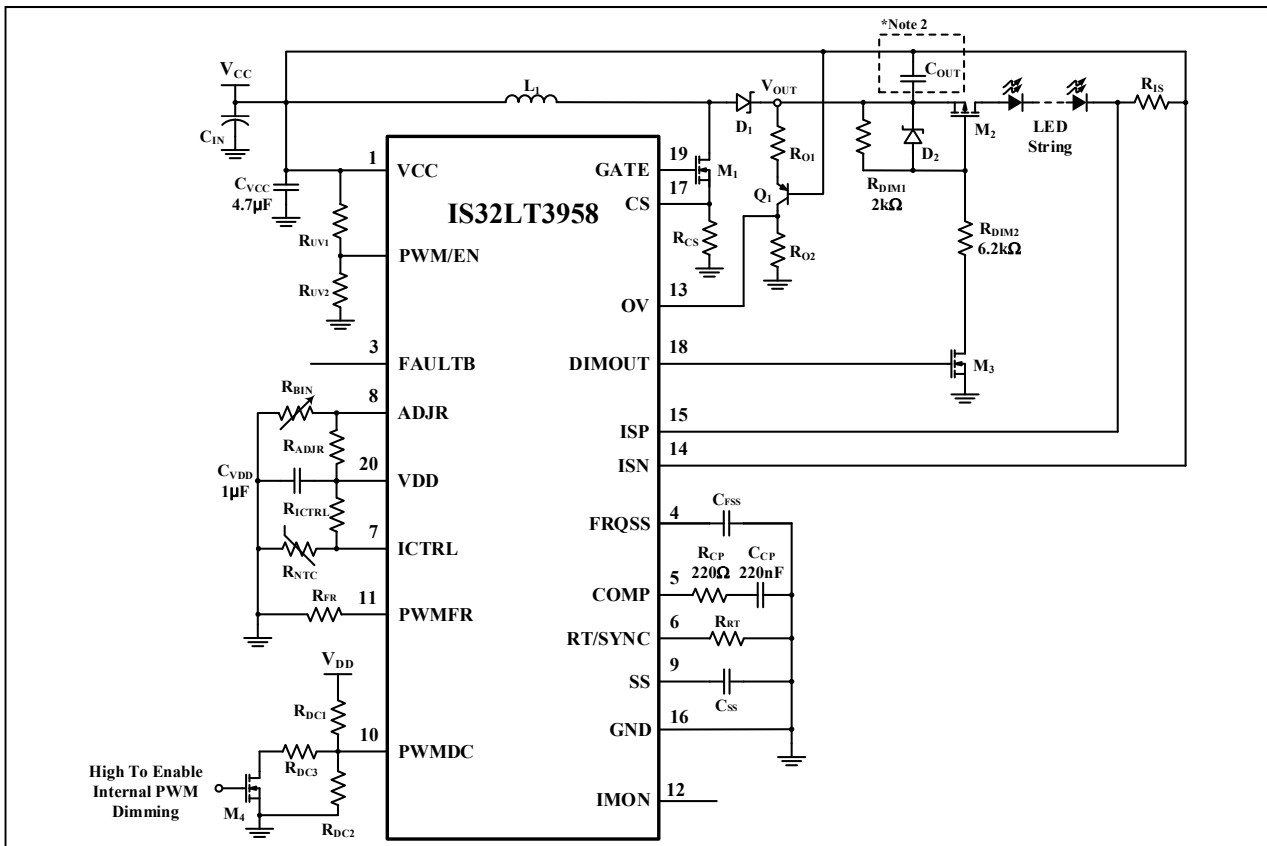 *Note 2
VCC
COUT
L1
VOUT
RIS
CIN
D1
M2
LED
String
D2
RO1
1
VCC
GATE
19
M1
CVCC
4.7µF
IS32LT3958
CS
17
Q1
RDIM1
2kΩ
RUV1
RCS
RO2
RDIM2
6.2kΩ
PWM/EN
RUV2
13
OV
3
FAULTB
DIMOUT
18
M3
RBIN
8
ADJR
15
ISP
RADJR
14
ISN
CVDD
1µF
20
VDD
RICTRL
CFSS
FRQSS
4
7
ICTRL
RNTC
RCP
220Ω
CCP
220nF
5
COMP
RFR
11
PWMFR
RT/SYNC
6
RRT
VDD
9
SS
CSS
RDC1
16
GND
10
PWMDC
RDC3
High To Enable
Internal PWM
Dimming
M4
RDC2
IMON
12